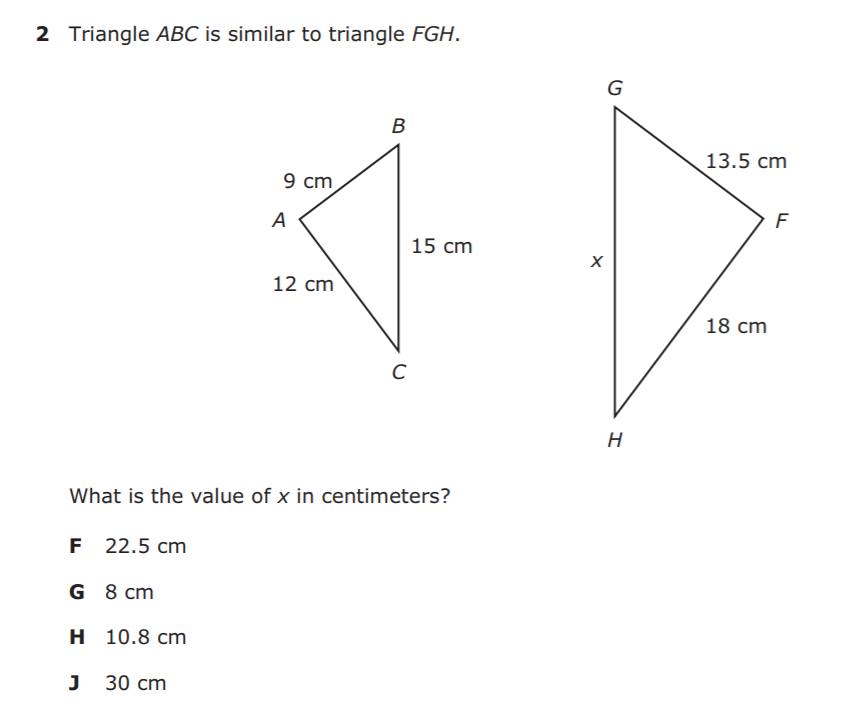 2 Triangle ABC is similar to triangle FGH.
G
B
13.5 cm
9 cm
A
F
15 cm
x
12 cm
18 cm
C
H
What is the value of x in centimeters?
F 22.5 cm
G 8 cm
H 10.8 cm
J 30 cm